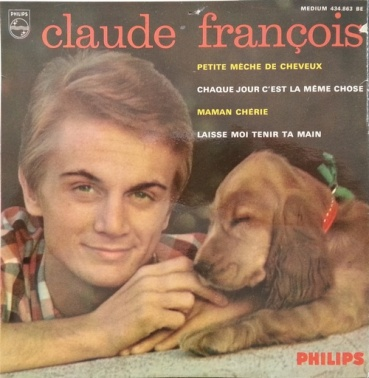 PHILIPS
MEDIUM 434.863 BE
claude françois
PETITE MÈCHE DE CHEVEUX
CHAQUE JOUR C'EST LA MÊME CHOSE
MAMAN CHÉRIE
LAISSE MOI TENIR TA MAIN
PHILIPS